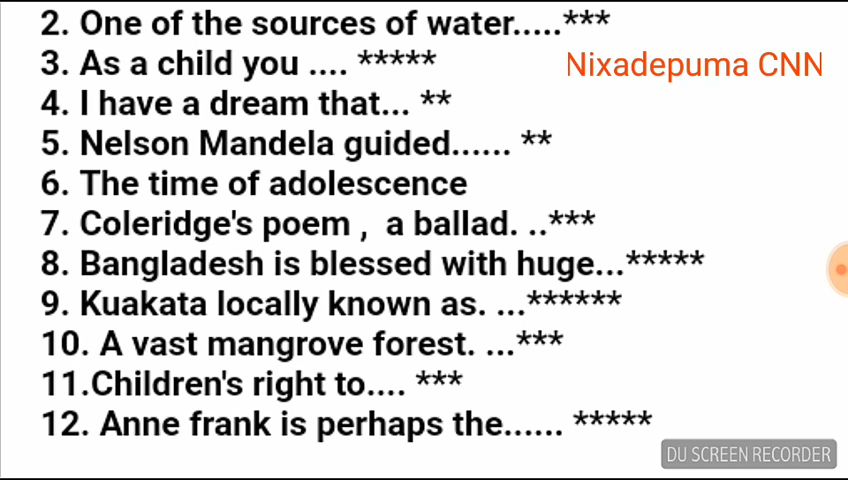 2. One of the sources of water.....***
3. As a child you .... *****
Nixadepuma CNN
4. I have a dream that... **
5. Nelson Mandela guided...... **
6. The time of adolescence
7. Coleridge's poem , a ballad. ..***
8. Bangladesh is blessed with huge...*****
9. Kuakata locally known as. ...******
10. A vast mangrove forest. ...***
11.Children's right to.... ***
12. Anne frank is perhaps the...... *****
DU SCREEN RECORDER